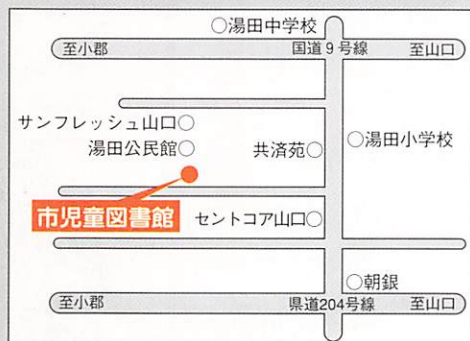 ○湯田中学校
至小郡
国道9号線
至山口
サンフレッシュ山口○
湯田公民館○
共済苑○
○湯田小学校
市児童図書館
セントコア山口○
○朝銀
至小郡
県道204号線
至山口